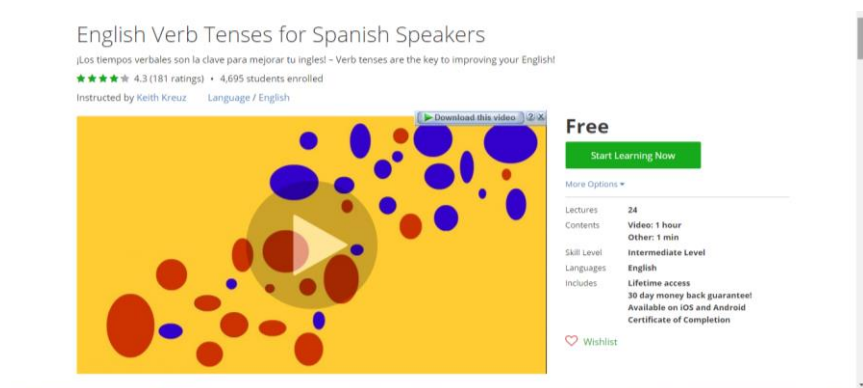 English Verb Tenses for Spanish Speakers
¡Los tiempos verbales son la clave para mejorar tu ingles! – Verb tenses are the key to improving your English!
4.3 (181 ratings) • 4,695 students enrolled
Instructed by Keith Kreuz Language / English
Download this video ? X
Free
Start Learning Now
More Options
Lectures 24
Contents Video: 1 hour
Other: 1 min
Skill Level Intermediate Level
Languages English
Includes Lifetime access
30 day money back guarantee!
Available on iOS and Android
Certificate of Completion
Wishlist